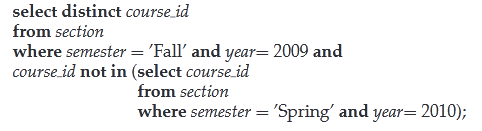 select distinct course_id
from section
where semester = 'Fall' and year= 2009 and
course_id not in (select course_id
from section
where semester = 'Spring' and year= 2010);